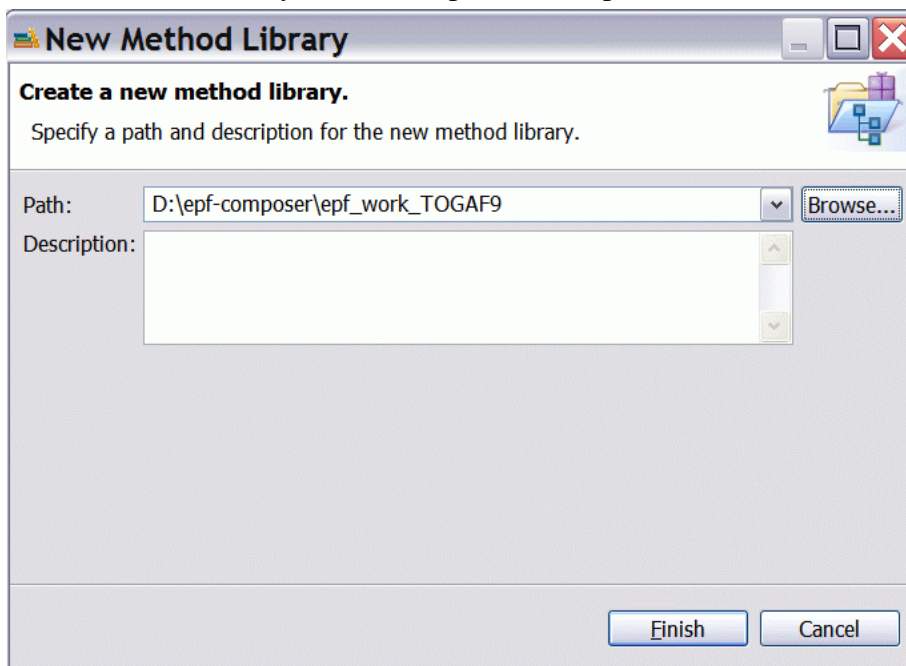 New Method Library
Create a new method library.
Specify a path and description for the new method library.
Path: D:\epf-composer\epf_work_TOGAF9 Browse...
Description:
Finish Cancel